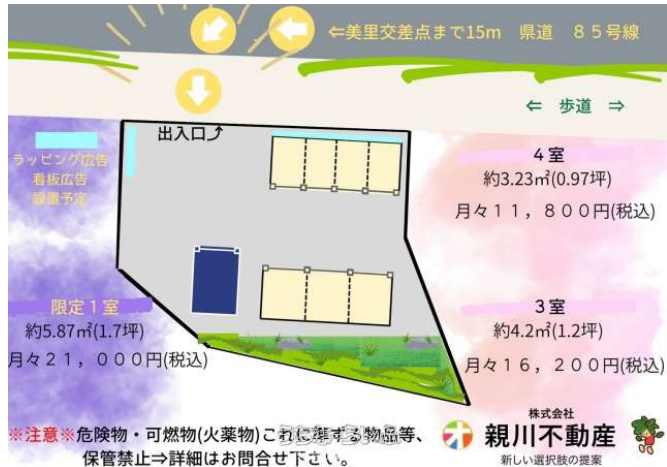 ⇐美里交差点まで15m 県道 85号線
⇐ 歩道 ⇒
出入口
ラッピング広告
看板広告
設置予定
4室
約3.23㎡(0.97坪)
月々11,800円(税込)
限定1室
約5.87㎡(1.7坪)
月々21,000円(税込)
3室
約4.2㎡(1.2坪)
月々16,200円(税込)
※注意※危険物・可燃物(火薬物)これに準ずる物品等、
保管禁止⇒詳細はお問合せ下さい。
株式会社
親川不動産
新しい選択肢の提案